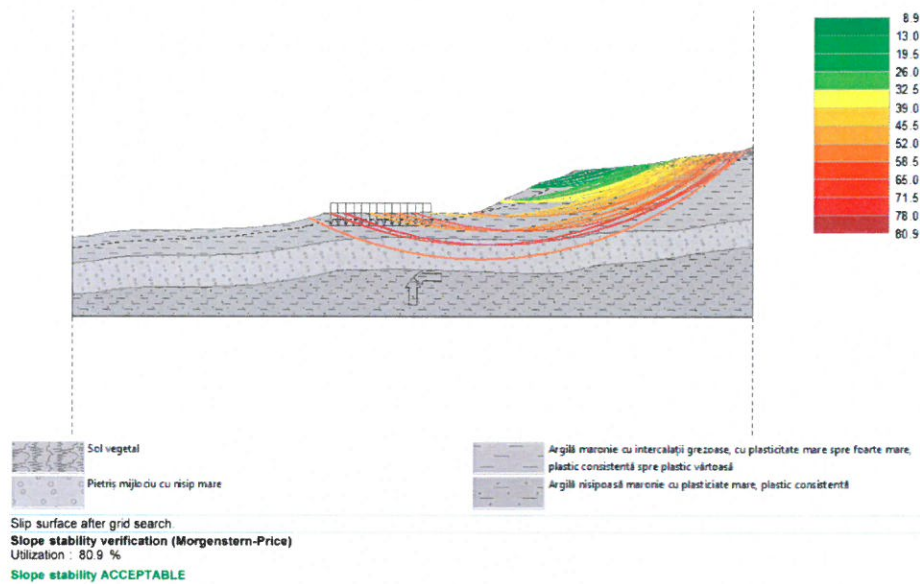 8.9
13.0
19.5
26.0
32.5
39.0
45.5
52.0
58.5
65.0
71.5
78.0
80.9
Sol vegetal
Pietriș mijlociu cu nisip mare
Argilă maronie cu intercalații grezoase, cu plasticitate mare spre foarte mare,
plastic consistentă spre plastic vârtoasă
Argilă nisipoasă maronie cu plasticiate mare, plastic consistentă
Slip surface after grid search.
Slope stability verification (Morgenstern-Price)
Utilization : 80.9 %
Slope stability ACCEPTABLE